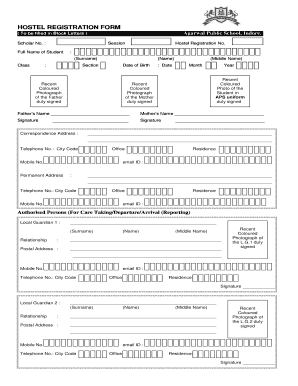 HOSTEL REGISTRATION FORM
( To be filled in Block Letters ) Agarwal Public School, Indore.
Scholar No. : Session Hostel Registration No.
Full Name of Student :
(Surname) (Name) (Middle Name)
Class : Section Date of Birth : Date Month Year
Recent Coloured Photograph of the Father duly signed
Recent Coloured Photograph of the Mother duly signed
Recent Coloured Photo of the Student in APS uniform duly signed
Father's Name Mother's Name
Signature Signature
Correspondence Address :
Telephone No.- City Code Office Residence
Mobile No. email ID
Permanent Address :
Telephone No.- City Code Office Residence
Mobile No. email ID
Authorised Persons (For Care Taking/Departure/Arrival (Reporting)
Local Guardian 1 :
(Surname) (Name) (Middle Name)
Relationship :
Postal Address :
Recent Coloured Photograph of the L.G.1 duly signed
Mobile No. email ID
Telephone No.- City Code Office Residence
Signature
Local Guardian 2 :
(Surname) (Name) (Middle Name)
Relationship :
Postal Address :
Recent Coloured Photograph of the L.G.2 duly signed
Mobile No. email ID
Telephone No.- City Code Office Residence
Signature